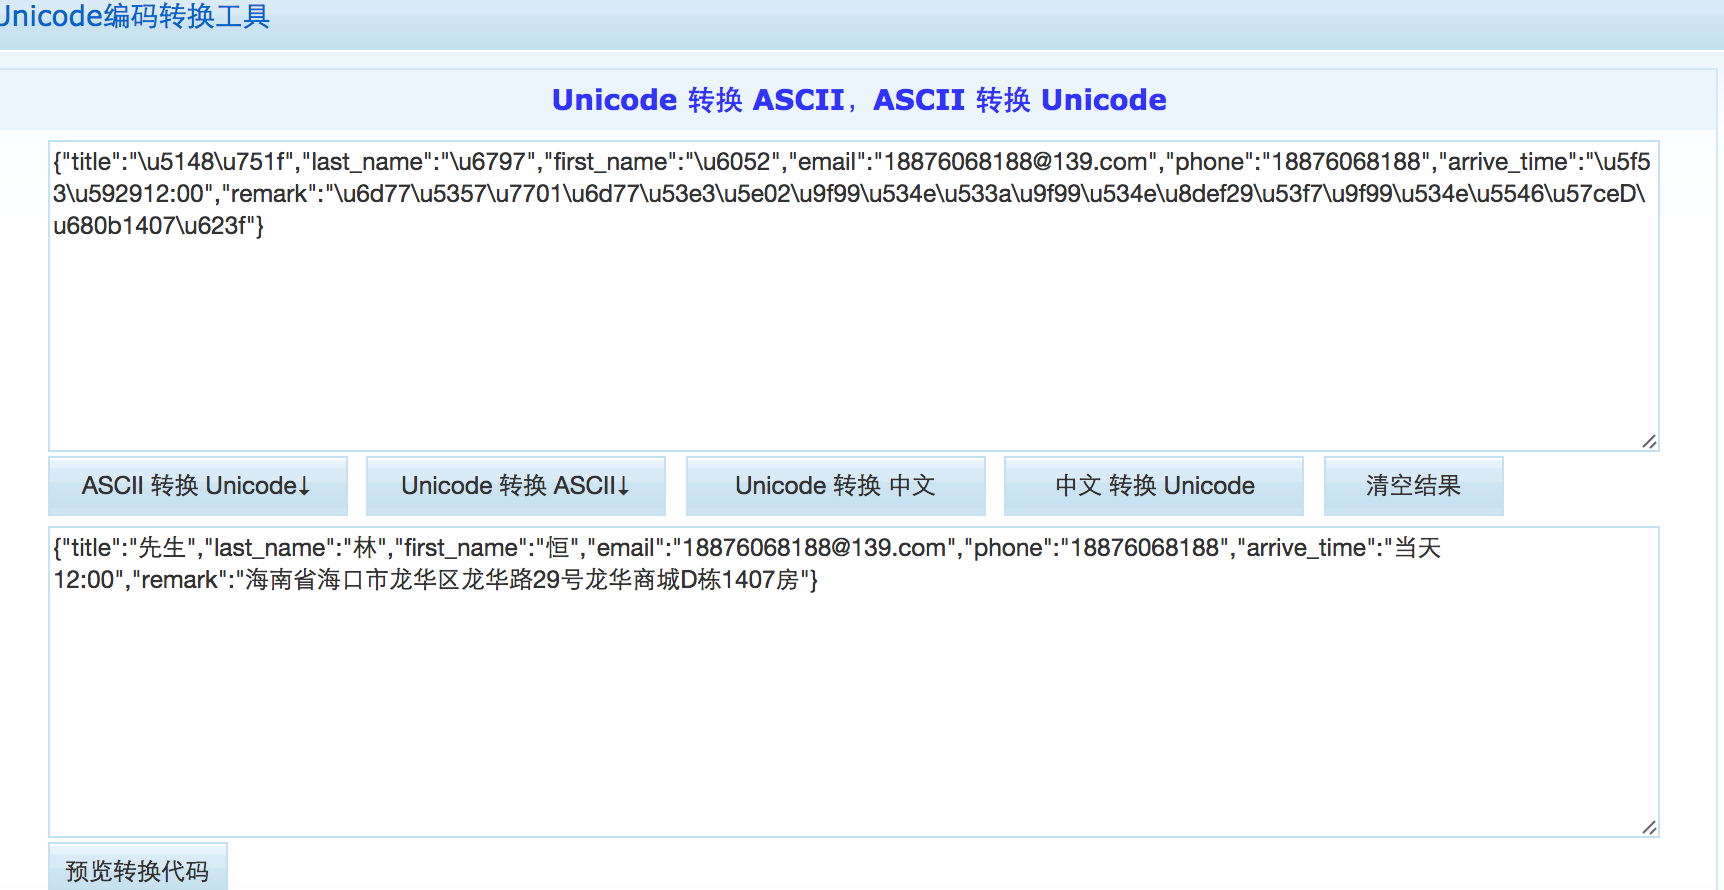 Unicode编码转换工具
Unicode 转换 ASCII，ASCII 转换 Unicode
{"title":"\u5148\u751f","last_name":"\u6797","first_name":"\u6052","email":"18876068188@139.com","phone":"18876068188","arrive_time":"\u5f5
3\u592912:00","remark":"\u6d77\u5357\u7701\u6d77\u53e3\u5e02\u9f99\u534e\u533a\u9f99\u534e\u8def29\u53f7\u9f99\u534e\u5546\u57ceD\
u680b1407\u623f"}
ASCII 转换 Unicode↓ Unicode 转换 ASCII↓ Unicode 转换 中文 中文 转换 Unicode 清空结果
{"title":"先生","last_name":"林","first_name":"恒","email":"18876068188@139.com","phone":"18876068188","arrive_time":"当天
12:00","remark":"海南省海口市龙华区龙华路29号龙华商城D栋1407房"}
预览转换代码